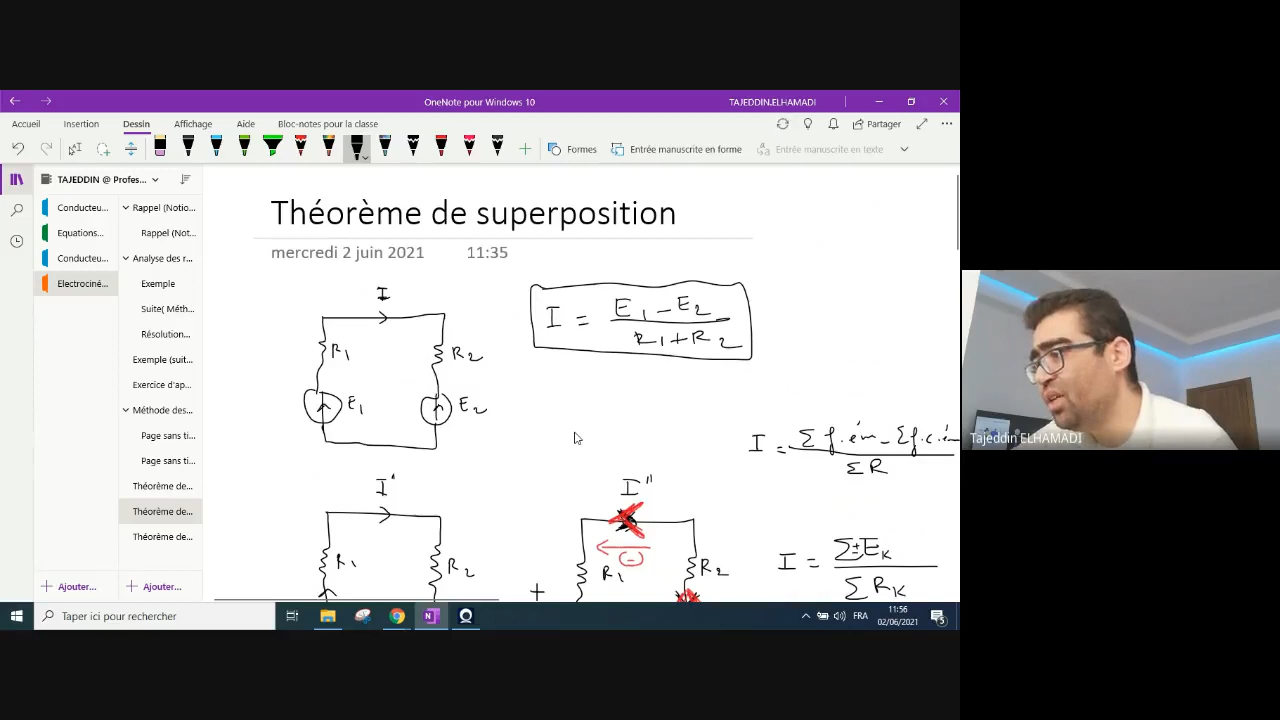 OneNote pour Windows 10
TAJEDDIN.ELHAMADI
Accueil Insertion Dessin Affichage Aide Bloc-notes pour la classe
Partager
Formes
Entrée manuscrite en forme
Entrée manuscrite en texte
TAJEDDIN @ Profes...
Conducteu...
Equations...
Conducteu...
Electrociné...
Rappel (Notio...
Rappel (Not...
Analyse des r...
Exemple
Suite( Méth...
Résolution...
Exemple (suit...
Exercice d'ap...
Méthode des...
Page sans ti...
Page sans ti...
Théorème de...
Théorème de...
Théorème de...
Ajouter...
Ajouter...
Théorème de superposition
mercredi 2 juin 2021 11:35
I
R1
R2
E1
E2
I = E1 - E2 / R1 + R2
I = Σ f.ém - Σ f.c.ém / ΣR
I'
R1
R2
+
I"
-
R1
R2
I = Σ ± EK / Σ RK
Tajeddin ELHAMADI
Taper ici pour rechercher
FRA
11:56
02/06/2021
5